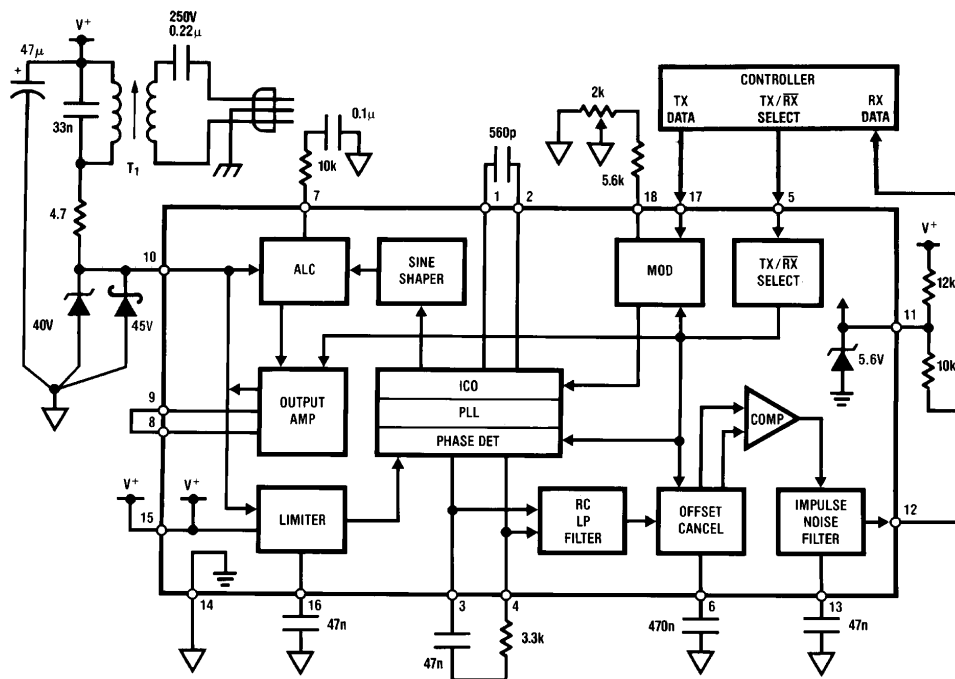 V+
47μ
+
33n
T1
250V
0.22μ
4.7
40V
45V
0.1μ
10k
7
560p
1
2
2k
5.6k
18
CONTROLLER
TX
DATA
TX/RX̅
SELECT
RX
DATA
17
5
10
ALC
SINE
SHAPER
MOD
TX/RX̅
SELECT
V+
12k
11
5.6V
10k
9
8
OUTPUT
AMP
ICO
PLL
PHASE DET
COMP
V+
V+
15
LIMITER
RC
LP
FILTER
OFFSET
CANCEL
IMPULSE
NOISE
FILTER
12
14
16
47n
3
4
47n
3.3k
6
470n
13
47n